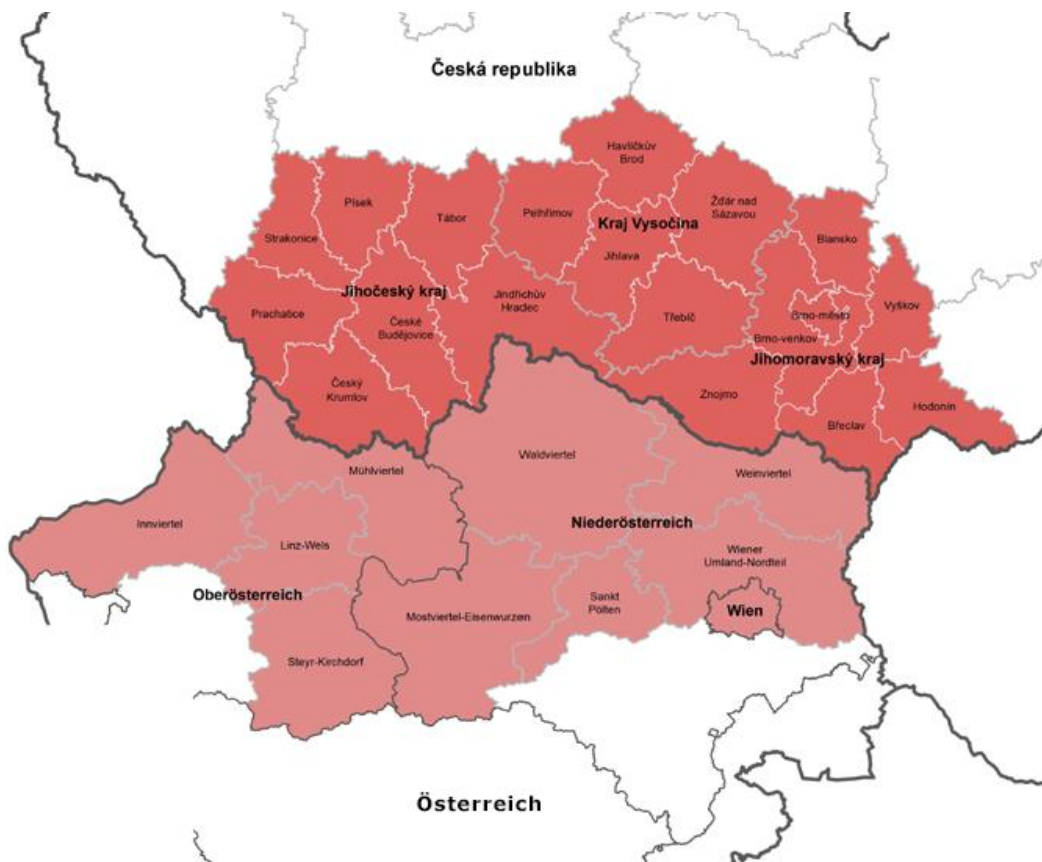 Česká republika
Havlíčkův
Brod
Písek
Tábor
Pelhřimov
Žďár nad
Sázavou
Kraj Vysočina
Strakonice
Blansko
Jihlava
Jihočeský kraj
Jindřichův
Hradec
Prachatice
České
Budějovice
Třebíč
Brno-město
Vyškov
Brno-venkov
Jihomoravský kraj
Český
Krumlov
Znojmo
Hodonín
Břeclav
Waldviertel
Mühlviertel
Weinviertel
Innviertel
Niederösterreich
Linz-Wels
Wiener
Umland-Nordteil
Oberösterreich
Sankt
Pölten
Wien
Mostviertel-Eisenwurzen
Steyr-Kirchdorf
Österreich